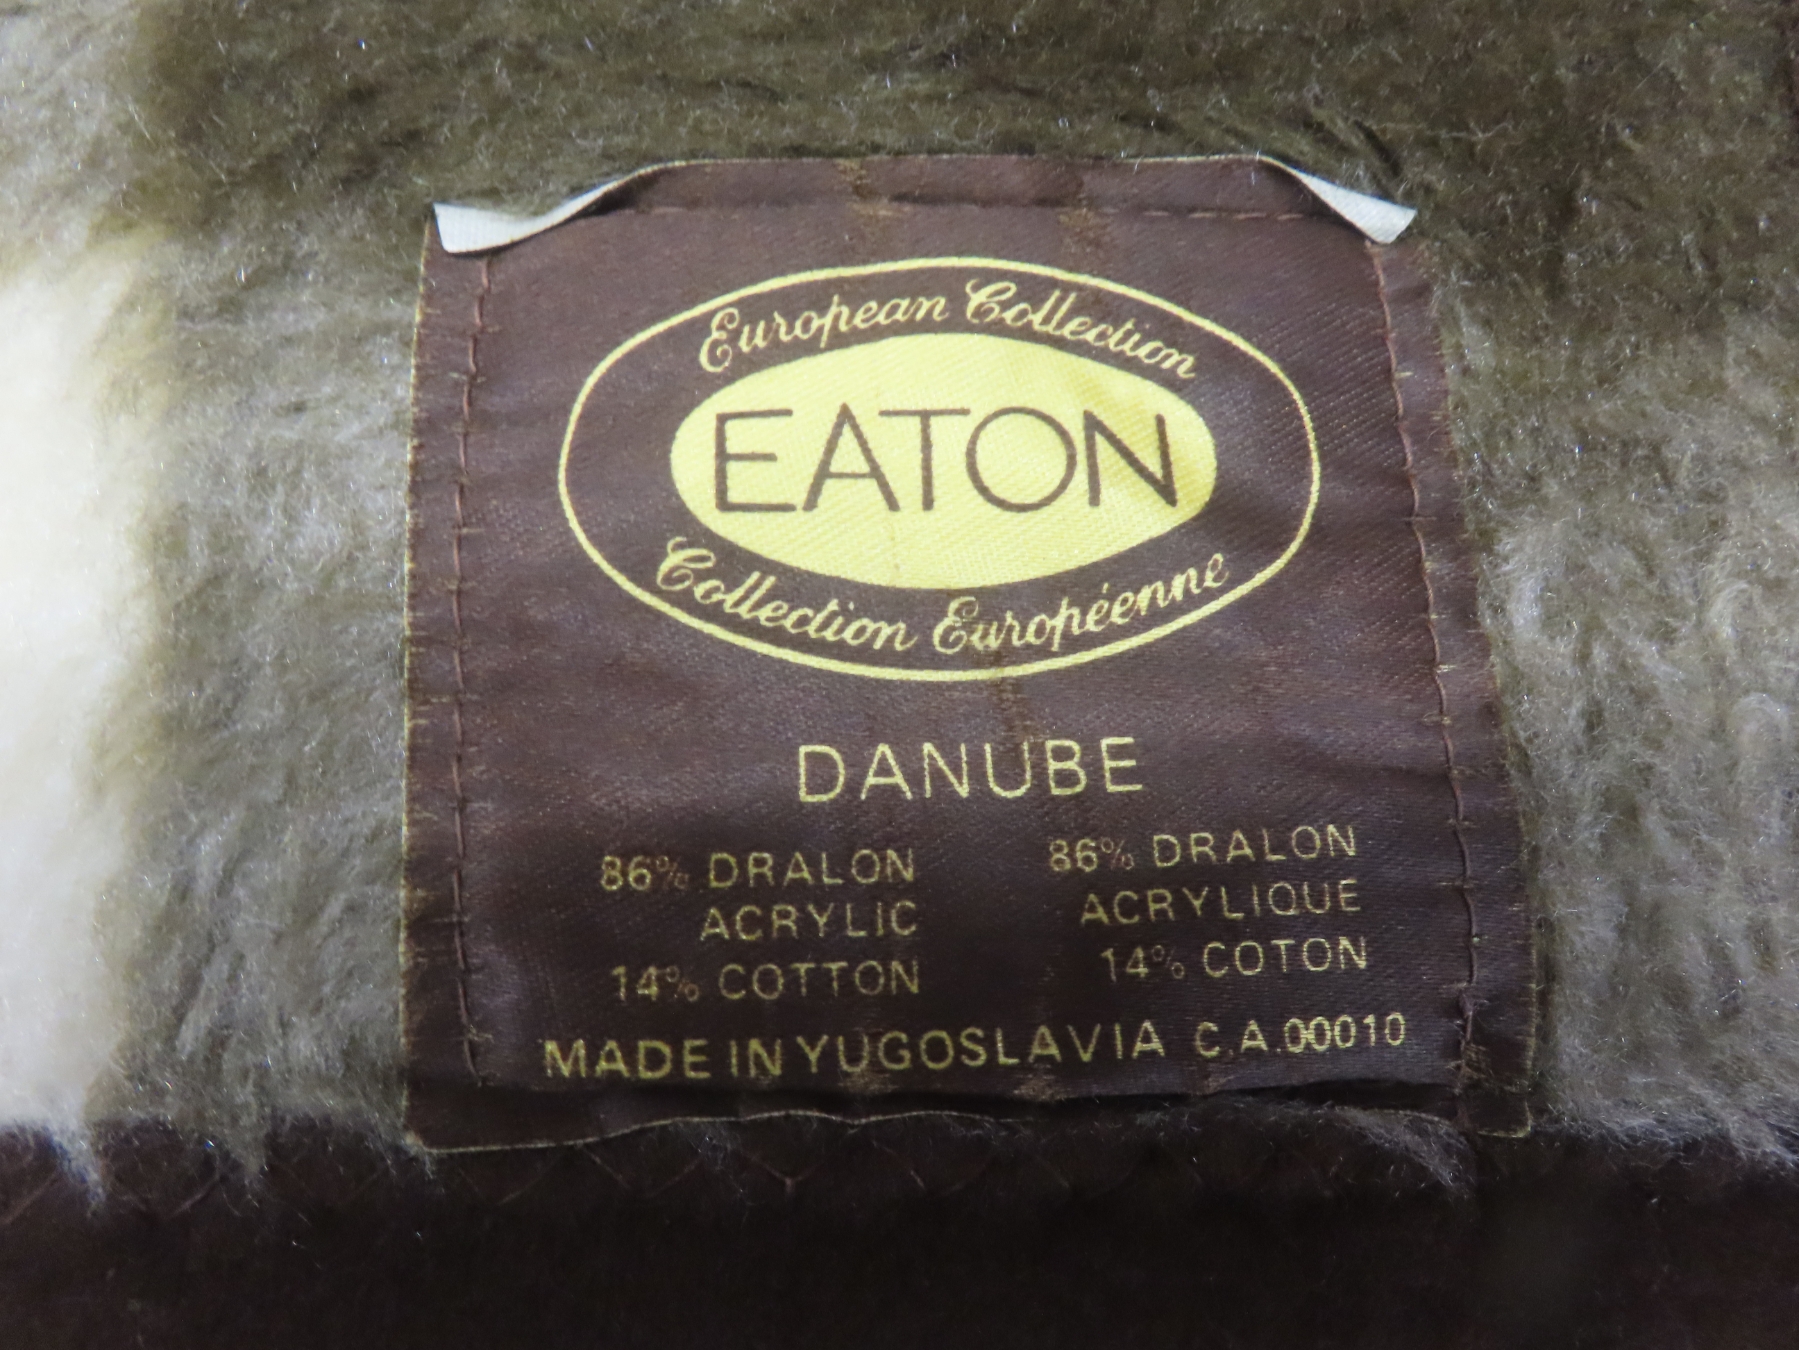 European Collection
EATON
Collection Européenne
DANUBE
86% DRALON
ACRYLIC
14% COTTON
86% DRALON
ACRYLIQUE
14% COTON
MADE IN YUGOSLAVIA C.A.00010